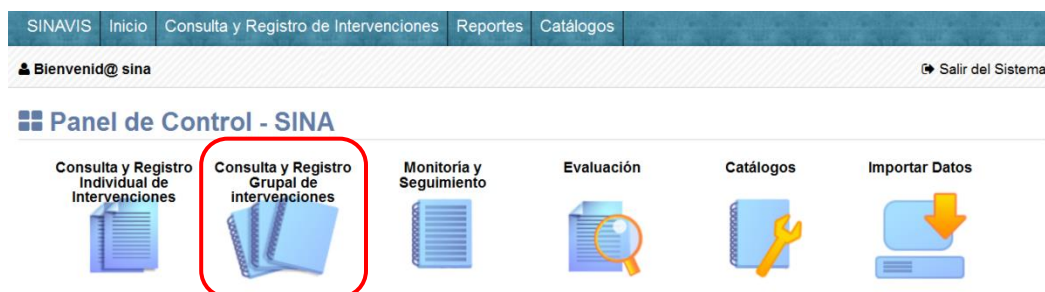 SINAVIS Inicio Consulta y Registro de Intervenciones Reportes Catálogos
Bienvenid@ sina Salir del Sistema
Panel de Control - SINA
Consulta y Registro
Individual de
Intervenciones
Consulta y Registro
Grupal de
intervenciones
Monitoría y
Seguimiento
Evaluación
Catálogos
Importar Datos